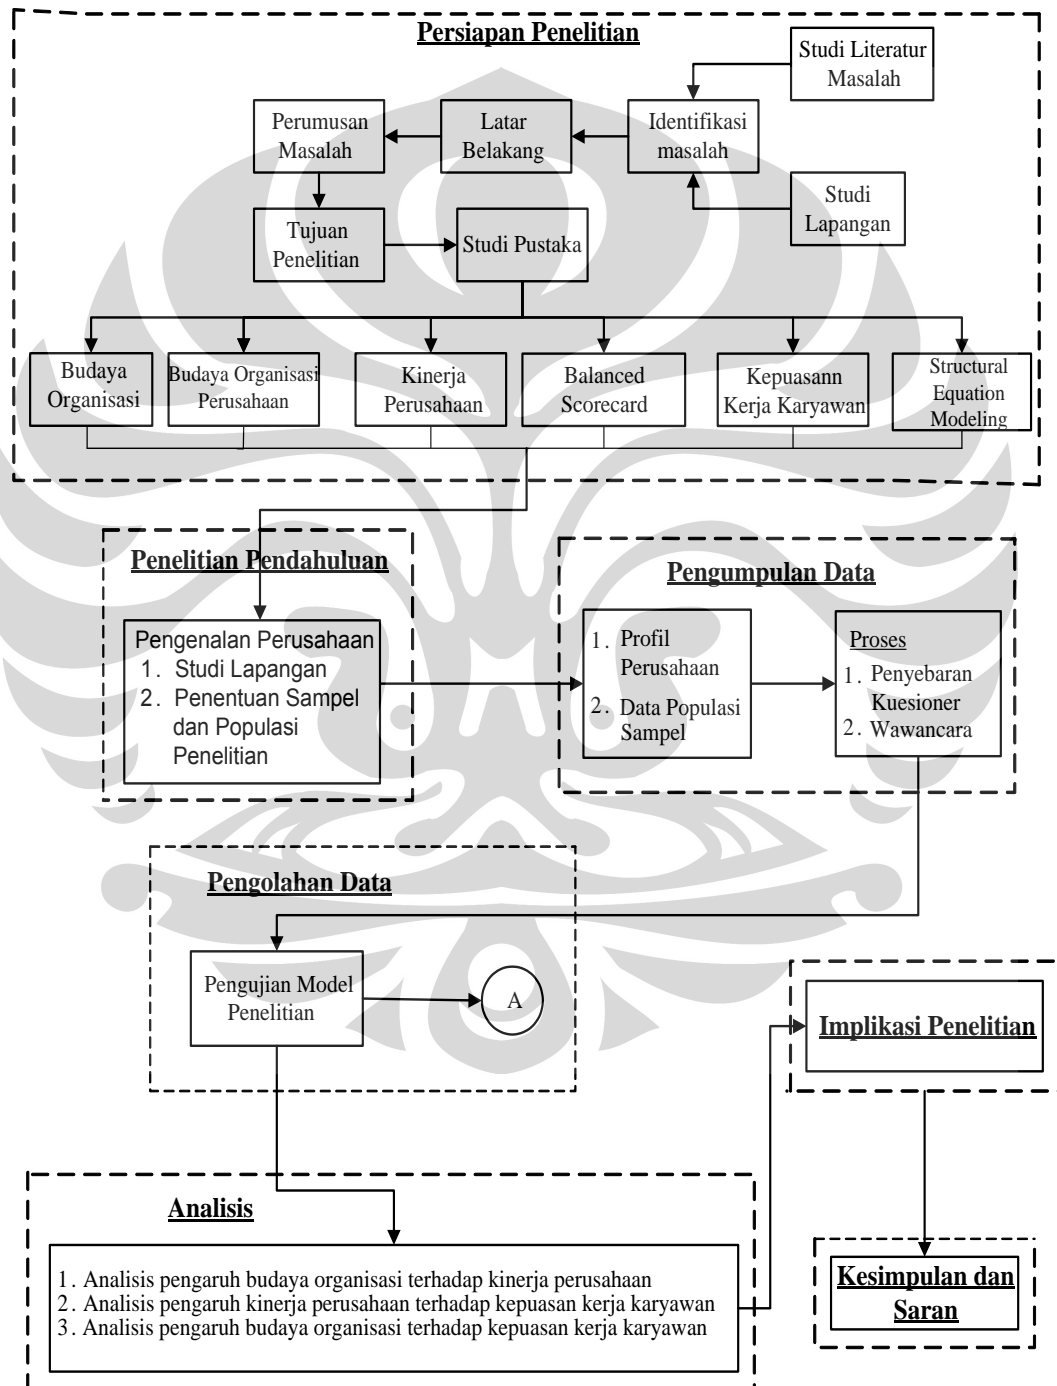 Persiapan Penelitian
Studi Literatur
Masalah
Perumusan
Masalah
Latar
Belakang
Identifikasi
masalah
Studi
Lapangan
Tujuan
Penelitian
Studi Pustaka
Budaya
Organisasi
Budaya Organisasi
Perusahaan
Kinerja
Perusahaan
Balanced
Scorecard
Kepuasann
Kerja Karyawan
Structural
Equation
Modeling
Penelitian Pendahuluan
Pengenalan Perusahaan
1. Studi Lapangan
2. Penentuan Sampel
dan Populasi
Penelitian
Pengumpulan Data
1. Profil
Perusahaan
2. Data Populasi
Sampel
Proses
1. Penyebaran
Kuesioner
2. Wawancara
Pengolahan Data
Pengujian Model
Penelitian
A
Implikasi Penelitian
Analisis
1. Analisis pengaruh budaya organisasi terhadap kinerja perusahaan
2. Analisis pengaruh kinerja perusahaan terhadap kepuasan kerja karyawan
3. Analisis pengaruh budaya organisasi terhadap kepuasan kerja karyawan
Kesimpulan dan
Saran